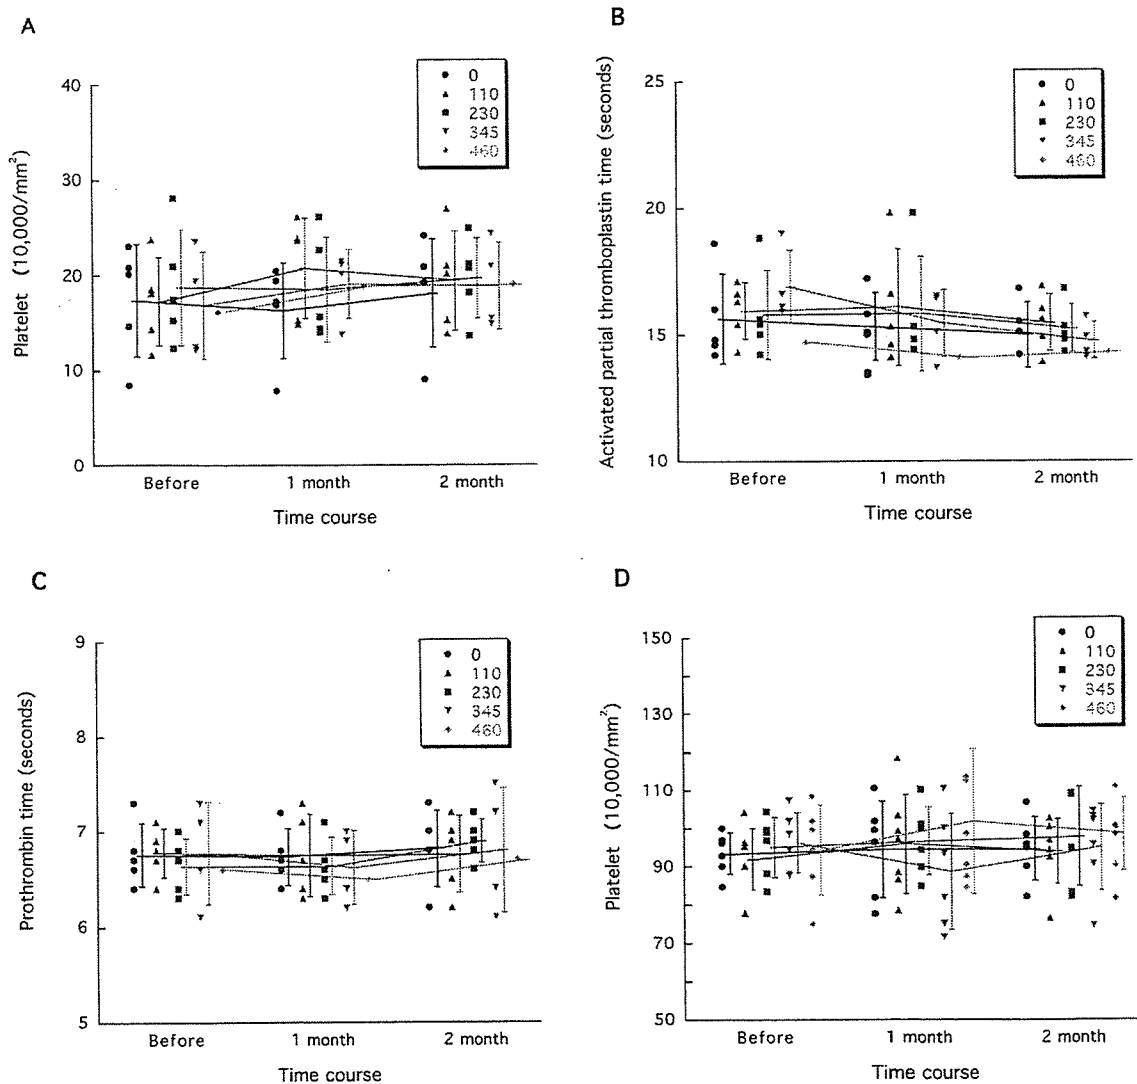 A
0
110
230
345
460
40
30
20
10
0
Platelet (10,000/mm²)
Before
1 month
2 month
Time course
B
0
110
230
345
460
25
20
15
10
Activated partial thromboplastin time (seconds)
Before
1 month
2 month
Time course
C
0
110
230
345
460
9
8
7
6
5
Prothrombin time (seconds)
Before
1 month
2 month
Time course
D
0
110
230
345
460
150
130
110
90
70
50
Platelet (10,000/mm²)
Before
1 month
2 month
Time course